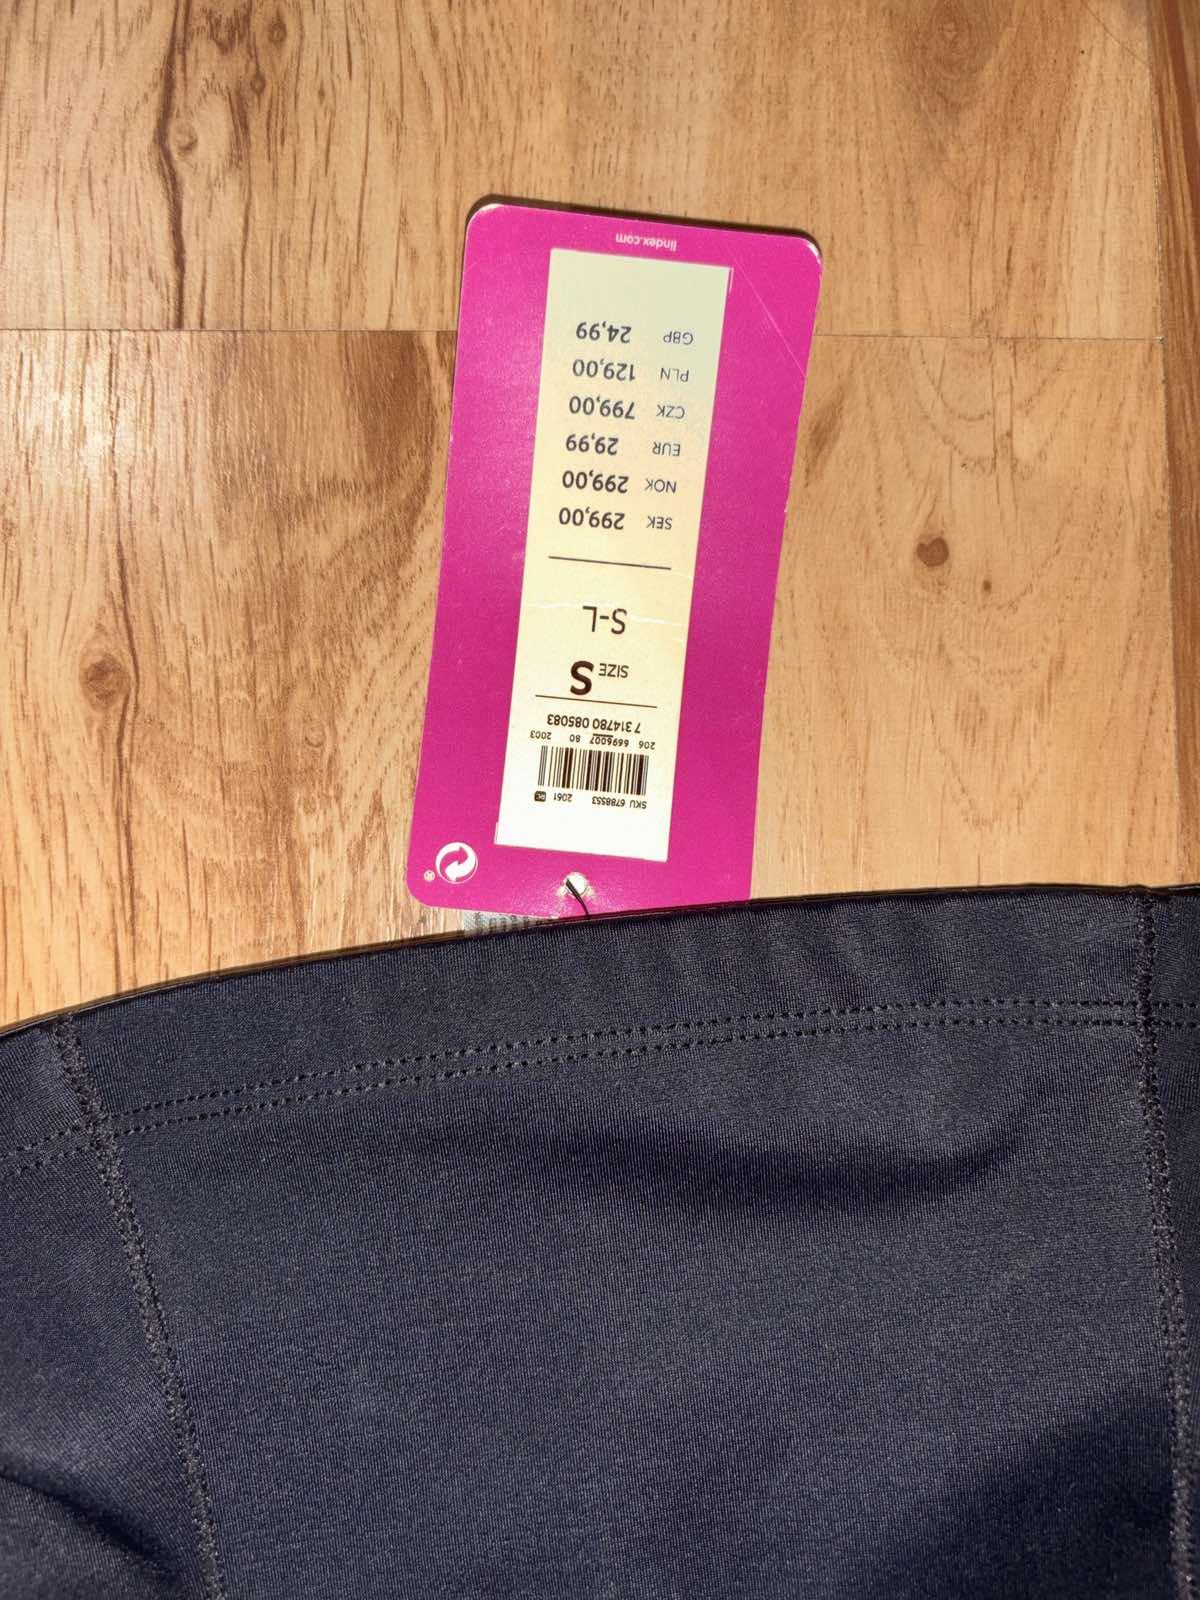 SKU 6788553 2061
206 6696007 80 2003
7 314780 085083
SIZE S
S-L
SEK 299,00
NOK 299,00
EUR 29,99
CZK 799,00
PLN 129,00
GBP 24,99
lindex.com